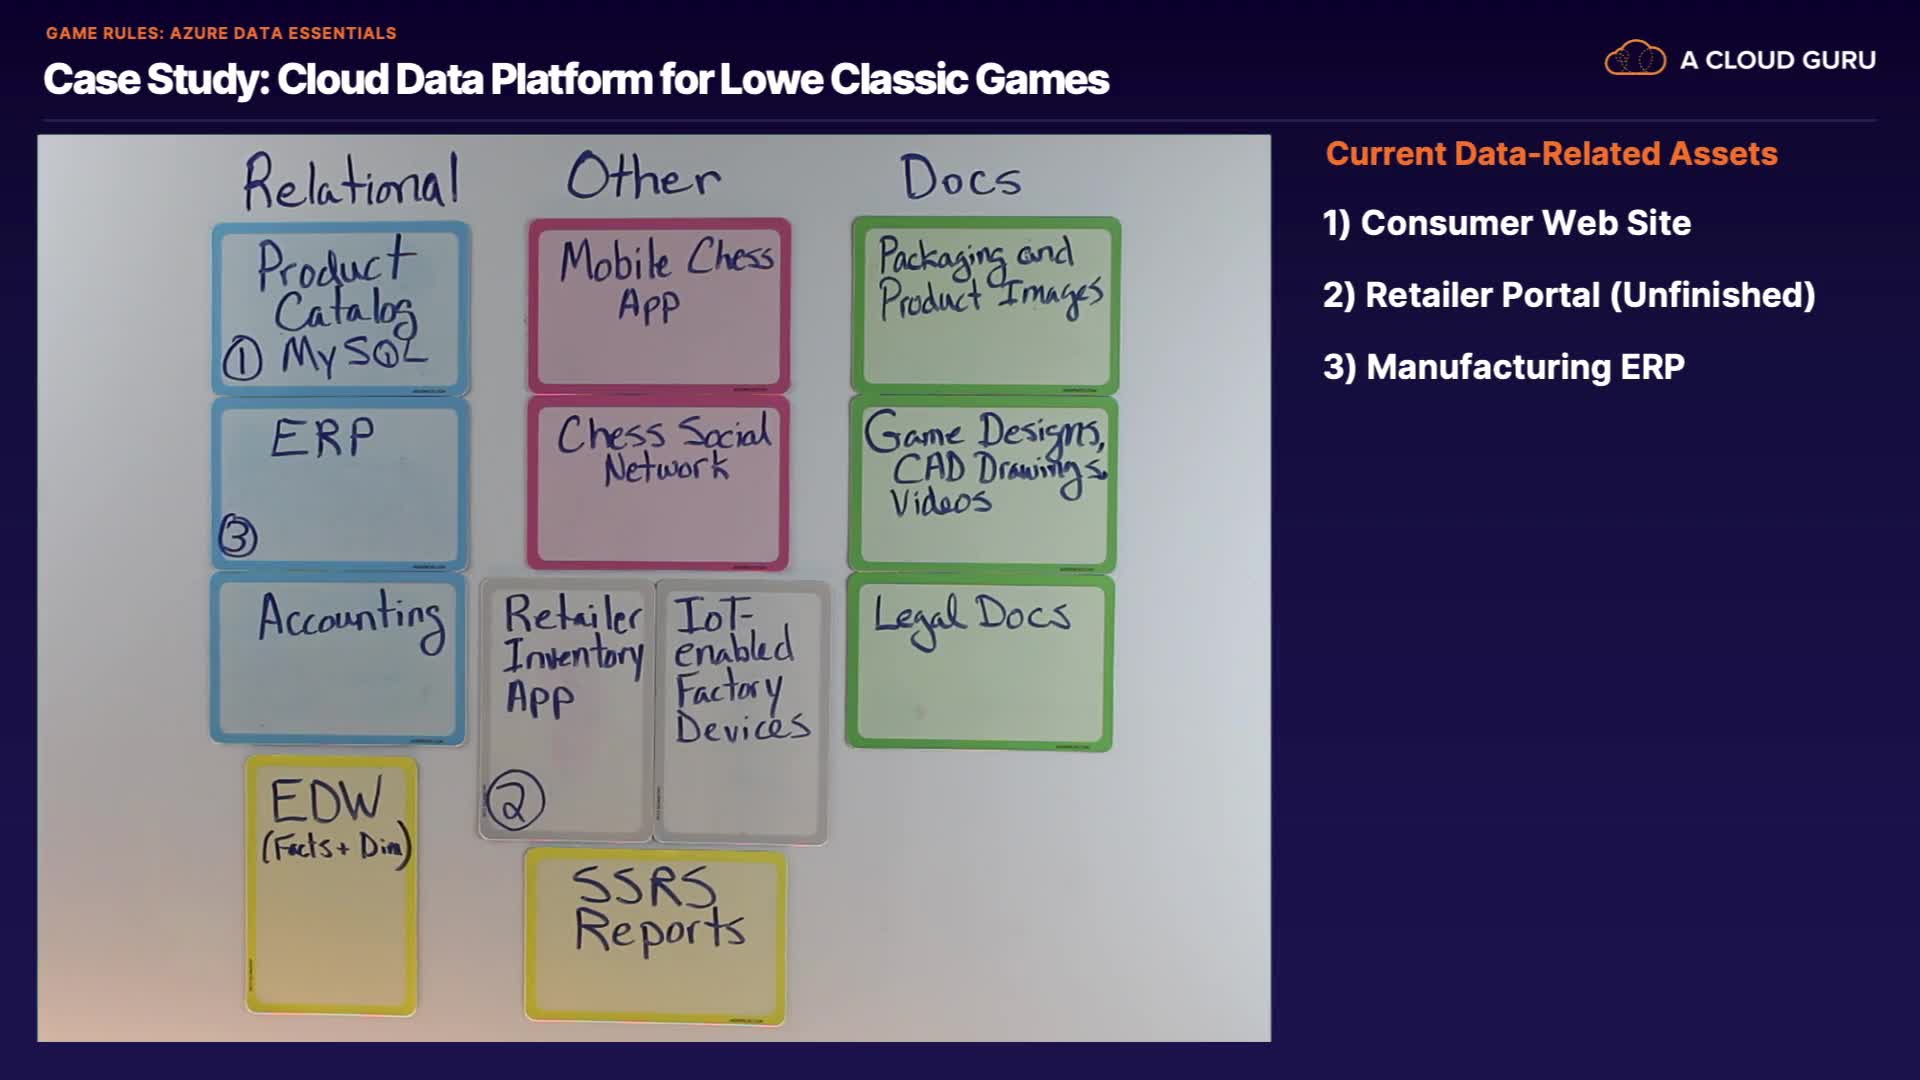 GAME RULES: AZURE DATA ESSENTIALS
Case Study: Cloud Data Platform for Lowe Classic Games
A CLOUD GURU
Relational
Product
Catalog
① MySQL
ERP
③
Accounting
EDW
(Facts + Dim)
Other
Mobile Chess
App
Chess Social
Network
Retailer
Inventory
App
②
IoT-
enabled
Factory
Devices
SSRS
Reports
Docs
Packaging and
Product Images
Game Designs,
CAD Drawings,
Videos
Legal Docs
Current Data-Related Assets
1) Consumer Web Site
2) Retailer Portal (Unfinished)
3) Manufacturing ERP